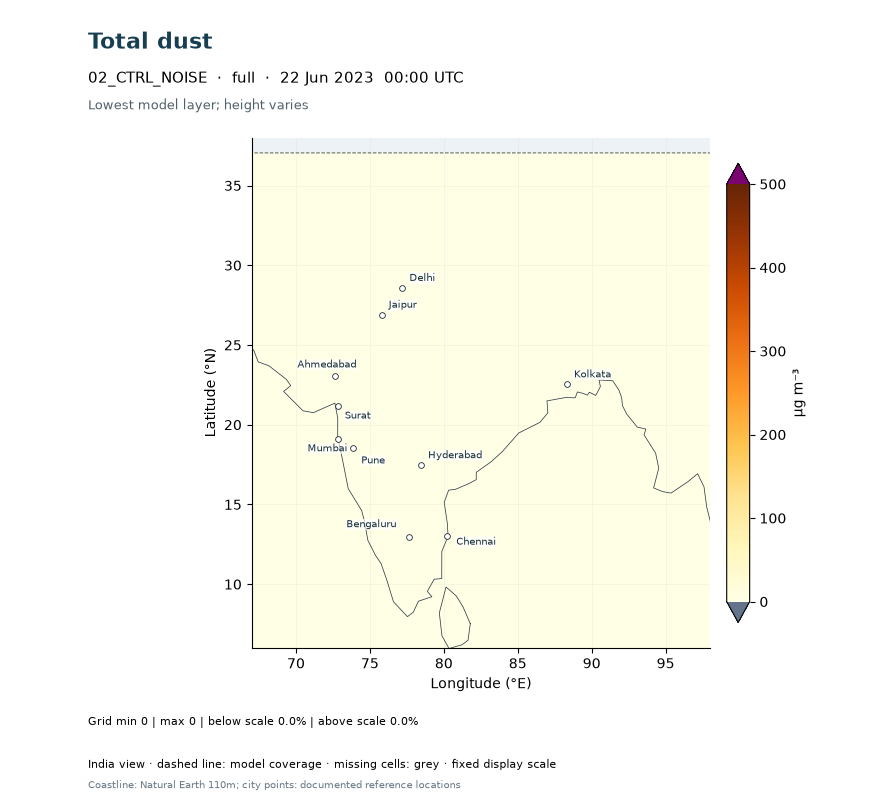 Total dust
02_CTRL_NOISE · full · 22 Jun 2023 00:00 UTC
Lowest model layer; height varies
35
30
25
20
15
10
Latitude (°N)
Delhi
Jaipur
Ahmedabad
Kolkata
Surat
Mumbai
Pune
Hyderabad
Bengaluru
Chennai
70 75 80 85 90 95
Longitude (°E)
500
400
300
200
100
0
µg m⁻³
Grid min 0 | max 0 | below scale 0.0% | above scale 0.0%
India view · dashed line: model coverage · missing cells: grey · fixed display scale
Coastline: Natural Earth 110m; city points: documented reference locations